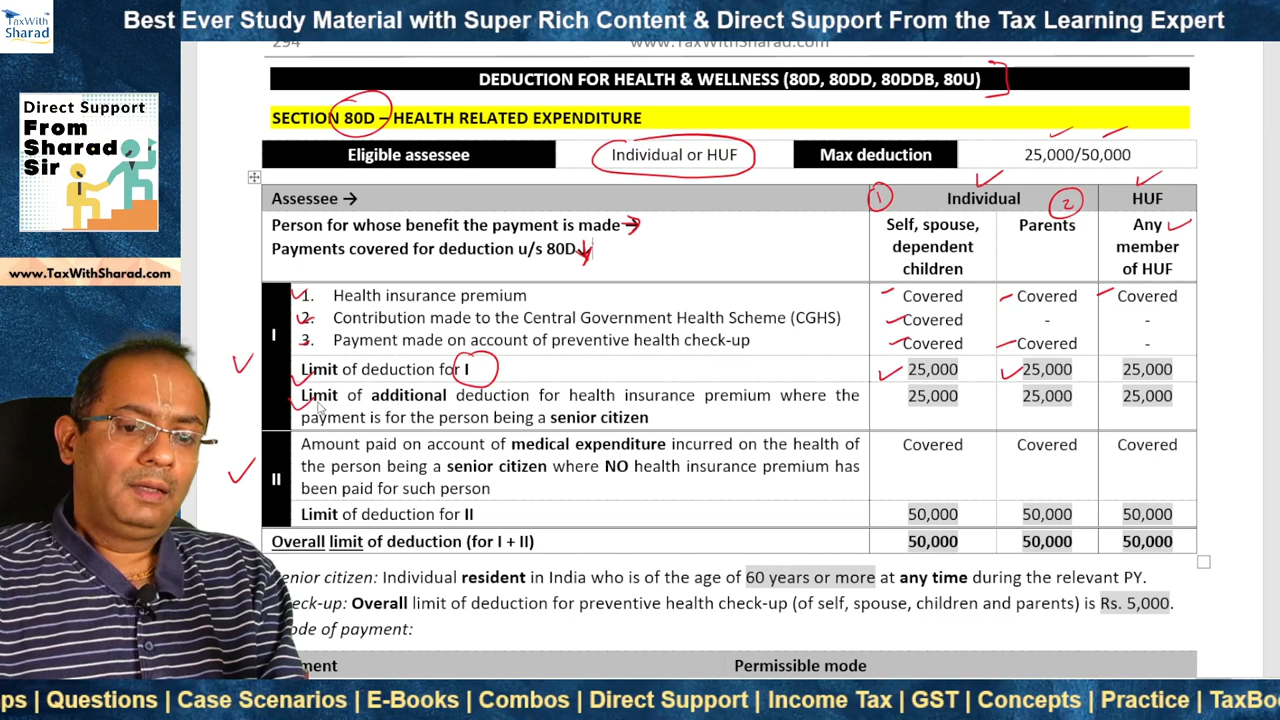 Best Ever Study Material with Super Rich Content & Direct Support From the Tax Learning Expert
TaxWith
Sharad
294
www.TaxWithSharad.com
Direct Support
From
Sharad
Sir
www.TaxWithSharad.com
DEDUCTION FOR HEALTH & WELLNESS (80D, 80DD, 80DDB, 80U)
SECTION 80D – HEALTH RELATED EXPENDITURE
Eligible assessee Individual or HUF Max deduction 25,000/50,000
Assessee → 1 Individual 2 HUF
Person for whose benefit the payment is made →
Payments covered for deduction u/s 80D↓
Self, spouse,
dependent
children
Parents
Any
member
of HUF
I
1. Health insurance premium Covered Covered Covered
2. Contribution made to the Central Government Health Scheme (CGHS) Covered - -
3. Payment made on account of preventive health check-up Covered Covered -
Limit of deduction for I 25,000 25,000 25,000
Limit of additional deduction for health insurance premium where the 25,000 25,000 25,000
payment is for the person being a senior citizen
II
Amount paid on account of medical expenditure incurred on the health of Covered Covered Covered
the person being a senior citizen where NO health insurance premium has
been paid for such person
Limit of deduction for II 50,000 50,000 50,000
Overall limit of deduction (for I + II) 50,000 50,000 50,000
enior citizen: Individual resident in India who is of the age of 60 years or more at any time during the relevant PY.
eck-up: Overall limit of deduction for preventive health check-up (of self, spouse, children and parents) is Rs. 5,000.
ode of payment:
ment Permissible mode
ps | Questions | Case Scenarios | E-Books | Combos | Direct Support | Income Tax | GST | Concepts | Practice | TaxBo